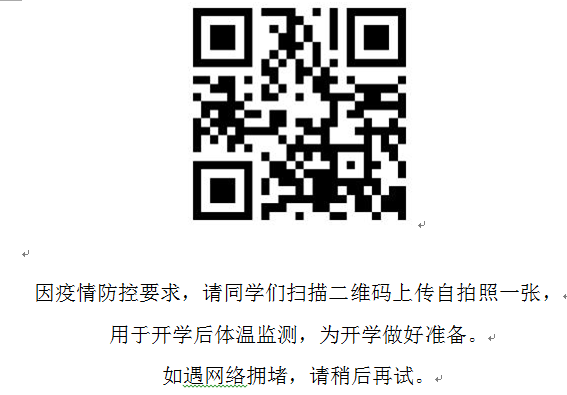 因疫情防控要求，请同学们扫描二维码上传自拍照一张，
用于开学后体温监测，为开学做好准备。
如遇网络拥堵，请稍后再试。